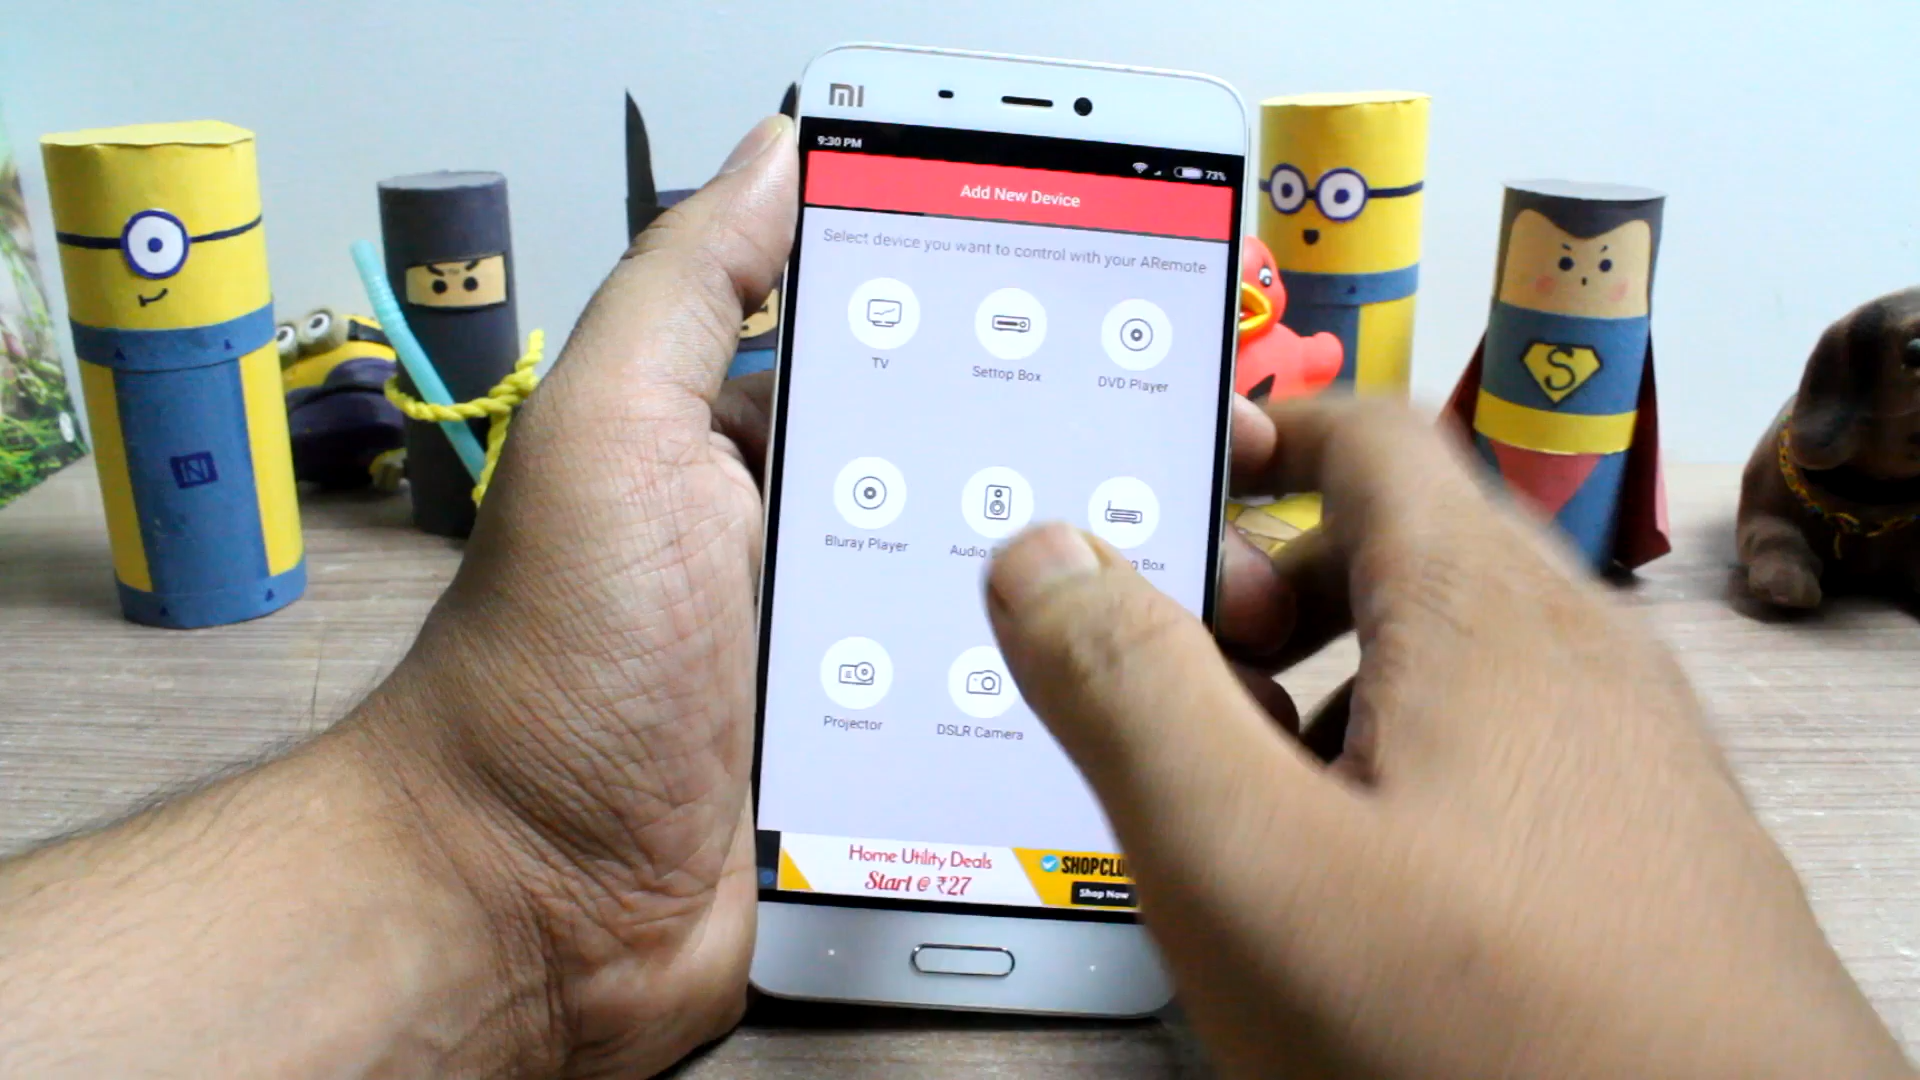 MI
9:30 PM
73%
Add New Device
Select device you want to control with your ARemote
TV
Settop Box
DVD Player
Bluray Player
Audio
Box
Projector
DSLR Camera
Home Utility Deals
Start @ ₹27
Shop Now
S
N